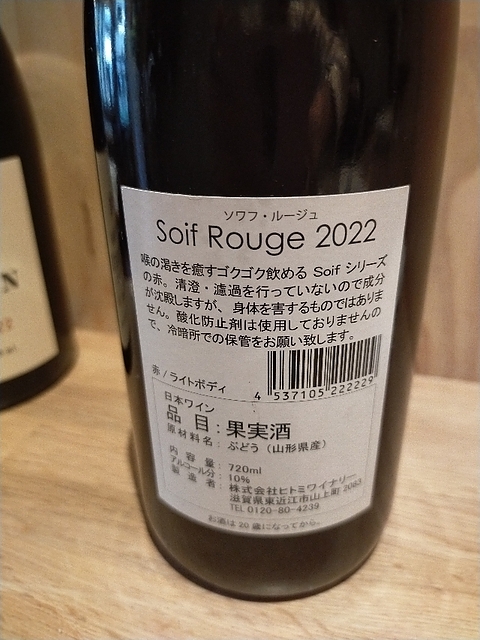 ソワフ・ルージュ
Soif Rouge 2022
喉の渇きを癒すゴクゴク飲める Soif シリーズ
の赤。清澄・濾過を行っていないので成分
が沈殿しますが、身体を害するものではありま
せん。酸化防止剤は使用しておりませんの
で、冷暗所での保管をお願い致します。
赤/ライトボディ
4 537105 222229
日本ワイン
品 目:果実酒
原材料名:ぶどう(山形県産)
内 容 量:720ml
アルコール分:10%
製 造 者:株式会社ヒトミワイナリー
滋賀県東近江市山上町 2083
TEL 0120-80-4239
お酒は20歳になってから。
N